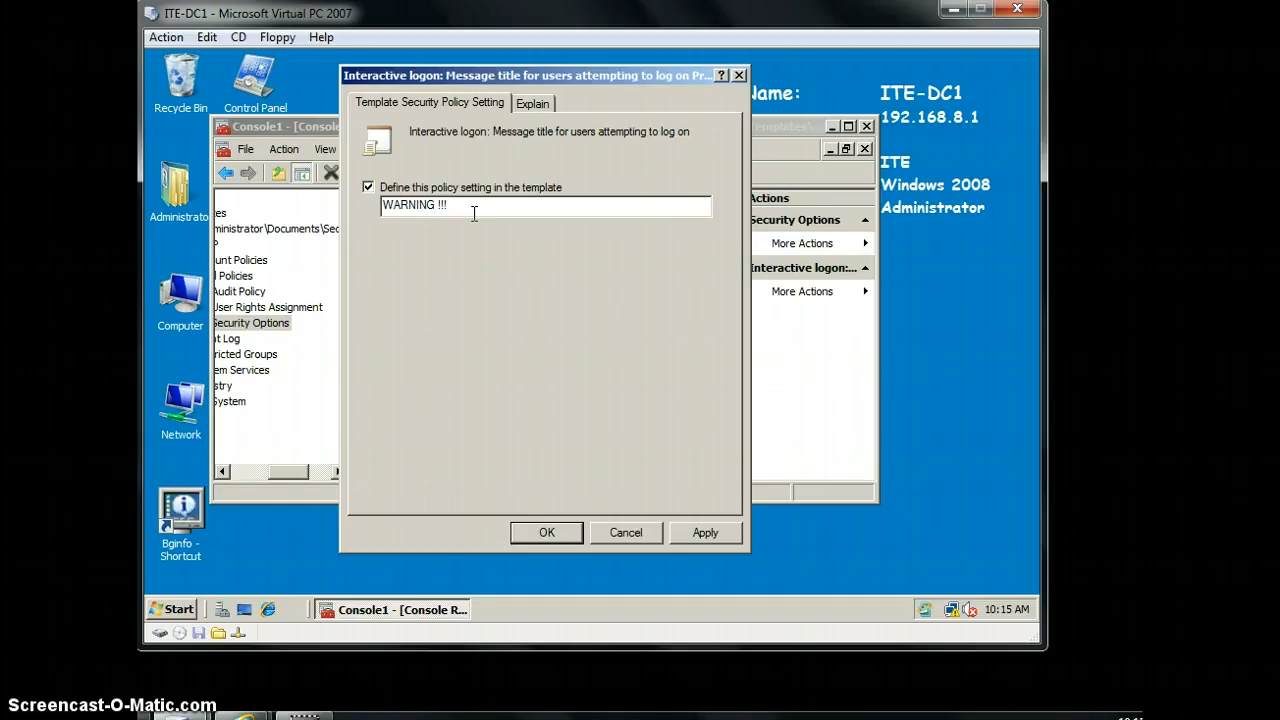 ITE-DC1 - Microsoft Virtual PC 2007
Action Edit CD Floppy Help
Recycle Bin
Control Panel
Administrato
Computer
Network
Bginfo -
Shortcut
Name:
ITE-DC1
192.168.8.1
ITE
Windows 2008
Administrator
Console1 - [Conso
File Action View
tes
ministrator\Documents\Sec
P
unt Policies
l Policies
Audit Policy
User Rights Assignment
Security Options
t Log
ricted Groups
em Services
stry
System
Interactive logon: Message title for users attempting to log on Pr...
Template Security Policy Setting
Explain
Interactive logon: Message title for users attempting to log on
Define this policy setting in the template
WARNING !!!
OK Cancel Apply
Actions
Security Options
More Actions
Interactive logon:...
More Actions
Start
Console1 - [Console R...
10:15 AM
Screencast-O-Matic.com